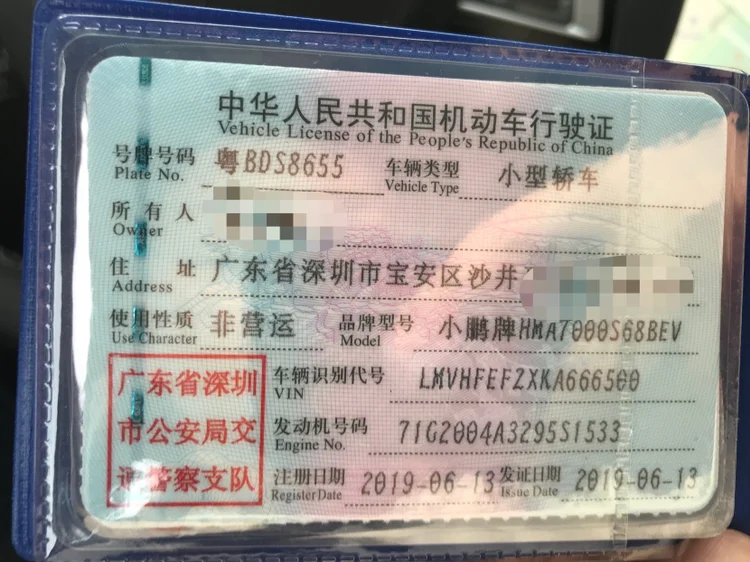 中华人民共和国机动车行驶证
Vehicle License of the People's Republic of China
号牌号码 粤BDS8655 车辆类型 小型轿车
Plate No. Vehicle Type
所有人
Owner
住址 广东省深圳市宝安区沙井
Address
使用性质 非营运 品牌型号 小鹏牌HMA7000S68BEV
Use Character Model
广东省深圳 车辆识别代号 LMVHFEFZXKA666500
VIN
市公安局交 发动机号码 71G2004A3295S1533
Engine No.
通警察支队 注册日期 2019-06-13 发证日期 2019-06-13
Register Date Issue Date